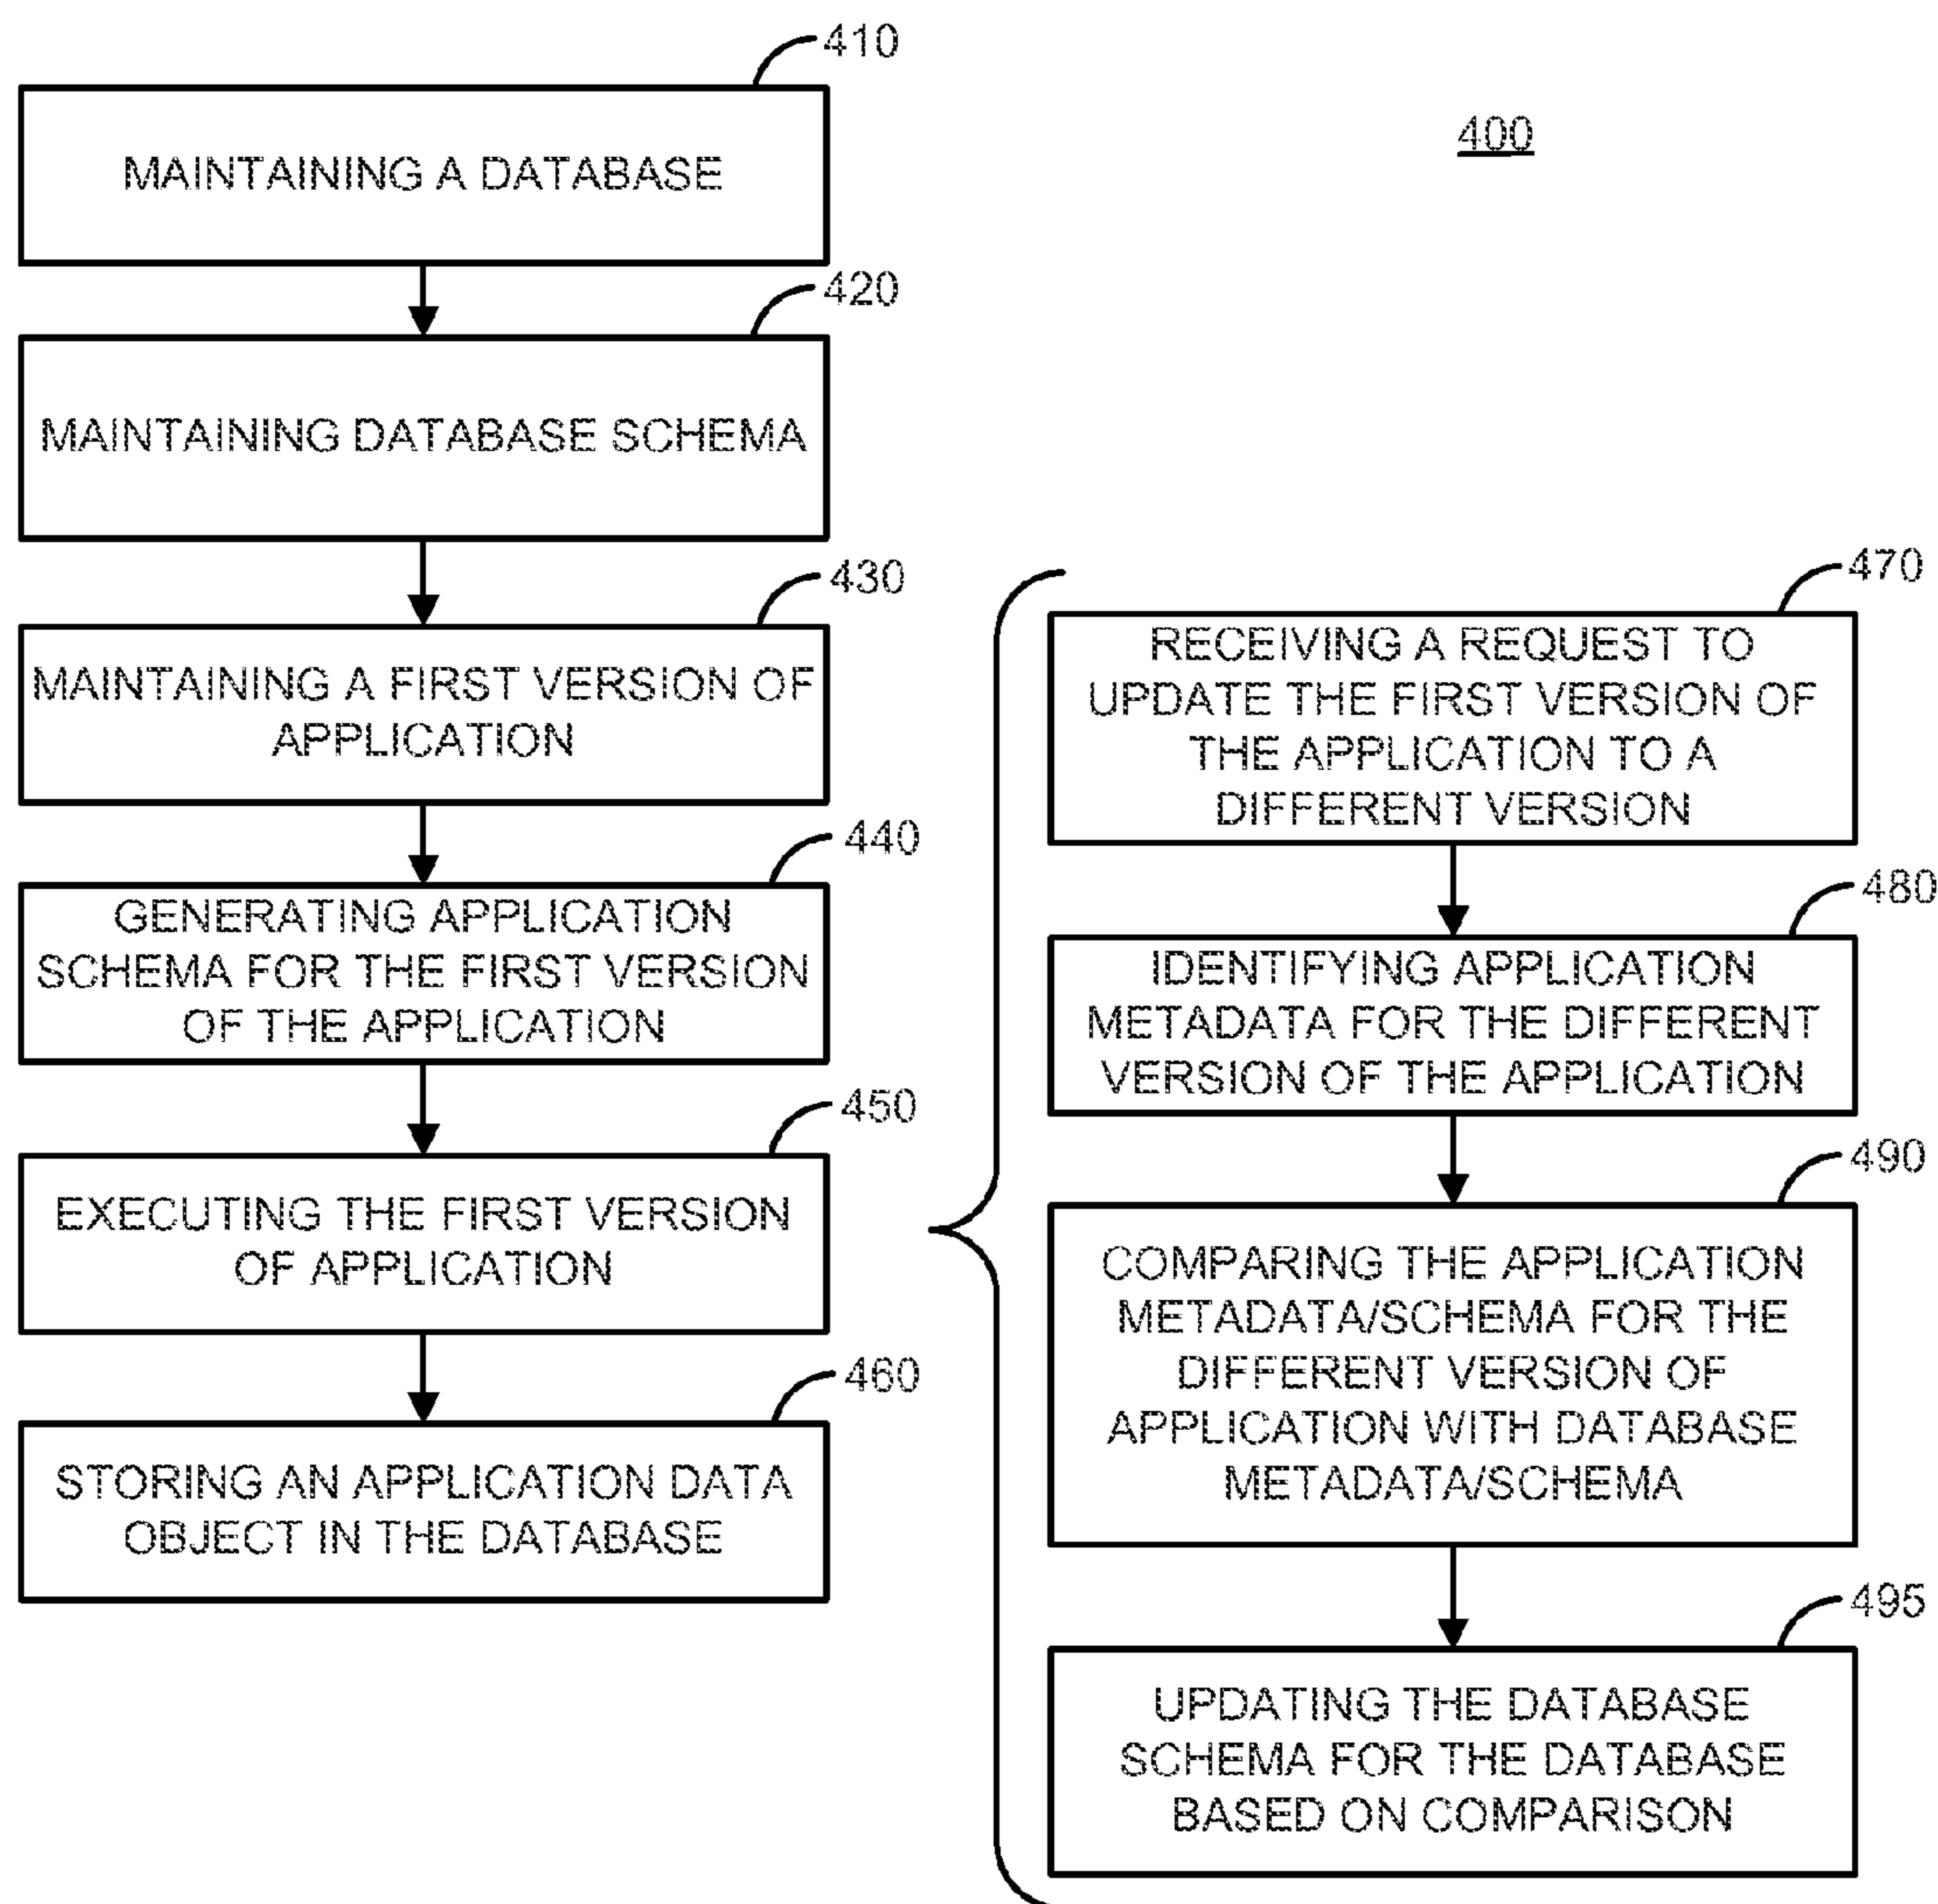 410
MAINTAINING A DATABASE
400
420
MAINTAINING DATABASE SCHEMA
430
MAINTAINING A FIRST VERSION OF
APPLICATION
440
GENERATING APPLICATION
SCHEMA FOR THE FIRST VERSION
OF THE APPLICATION
450
EXECUTING THE FIRST VERSION
OF APPLICATION
460
STORING AN APPLICATION DATA
OBJECT IN THE DATABASE
470
RECEIVING A REQUEST TO
UPDATE THE FIRST VERSION OF
THE APPLICATION TO A
DIFFERENT VERSION
480
IDENTIFYING APPLICATION
METADATA FOR THE DIFFERENT
VERSION OF THE APPLICATION
490
COMPARING THE APPLICATION
METADATA/SCHEMA FOR THE
DIFFERENT VERSION OF
APPLICATION WITH DATABASE
METADATA/SCHEMA
495
UPDATING THE DATABASE
SCHEMA FOR THE DATABASE
BASED ON COMPARISON